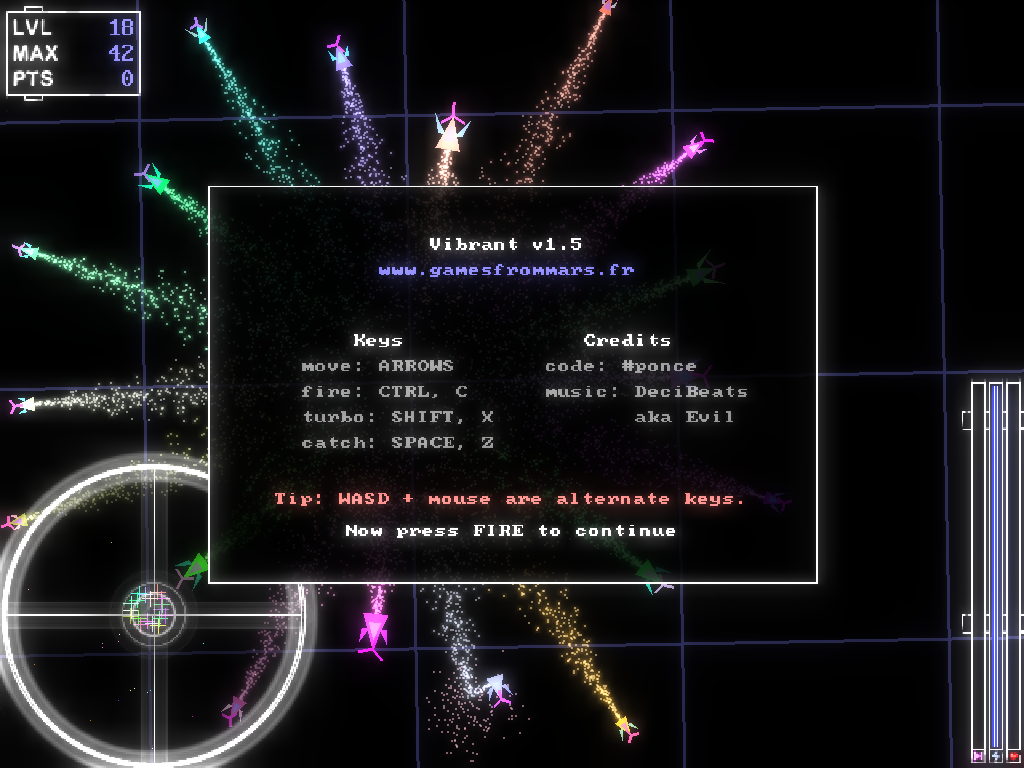 LVL 18
MAX 42
PTS 0
Vibrant v1.5
www.gamesfrommars.fr
Keys
move: ARROWS
fire: CTRL, C
turbo: SHIFT, X
catch: SPACE, Z
Credits
code: #ponce
music: DeciBeats
aka Evil
Tip: WASD + mouse are alternate keys.
Now press FIRE to continue